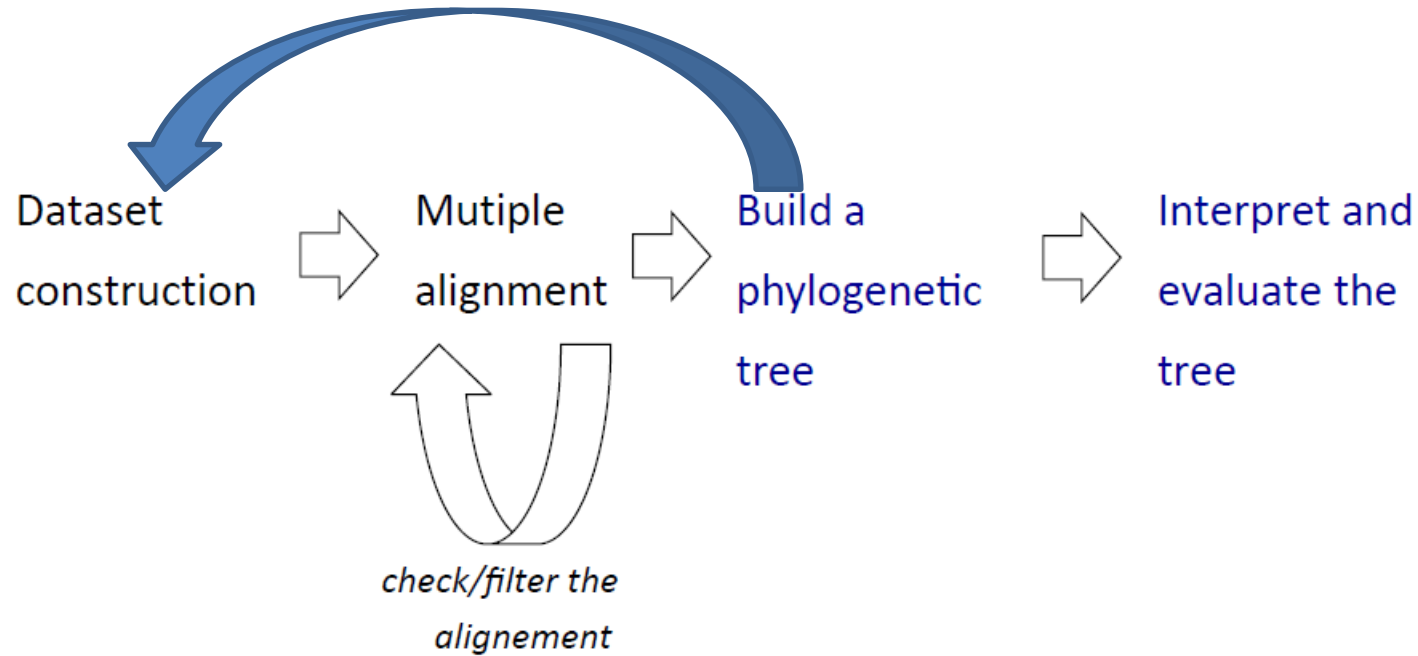 Dataset
construction
Mutiple
alignment
Build a
phylogenetic
tree
Interpret and
evaluate the
tree
check/filter the
alignement